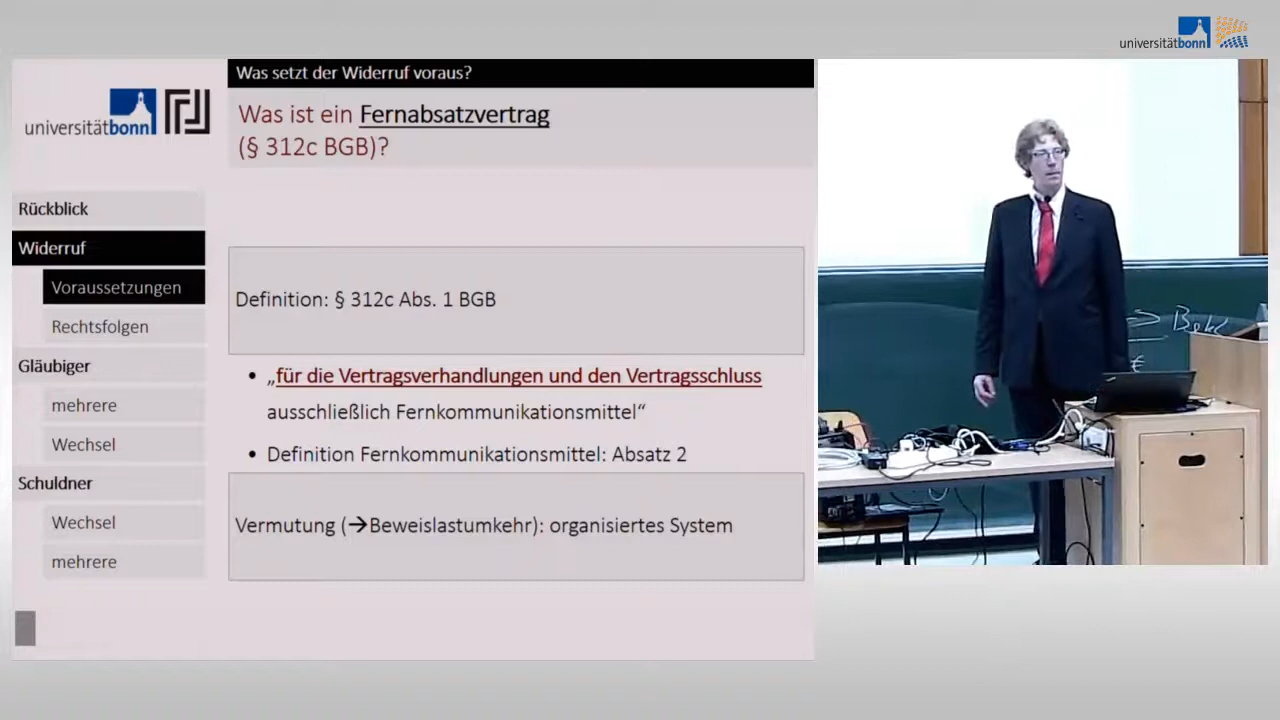 universitätbonn
Was setzt der Widerruf voraus?
universitätbonn
Was ist ein Fernabsatzvertrag
(§ 312c BGB)?
Rückblick
Widerruf
Voraussetzungen
Rechtsfolgen
Gläubiger
mehrere
Wechsel
Schuldner
Wechsel
mehrere
Definition: § 312c Abs. 1 BGB
• „für die Vertragsverhandlungen und den Vertragsschluss
ausschließlich Fernkommunikationsmittel“
• Definition Fernkommunikationsmittel: Absatz 2
Vermutung (→Beweislastumkehr): organisiertes System